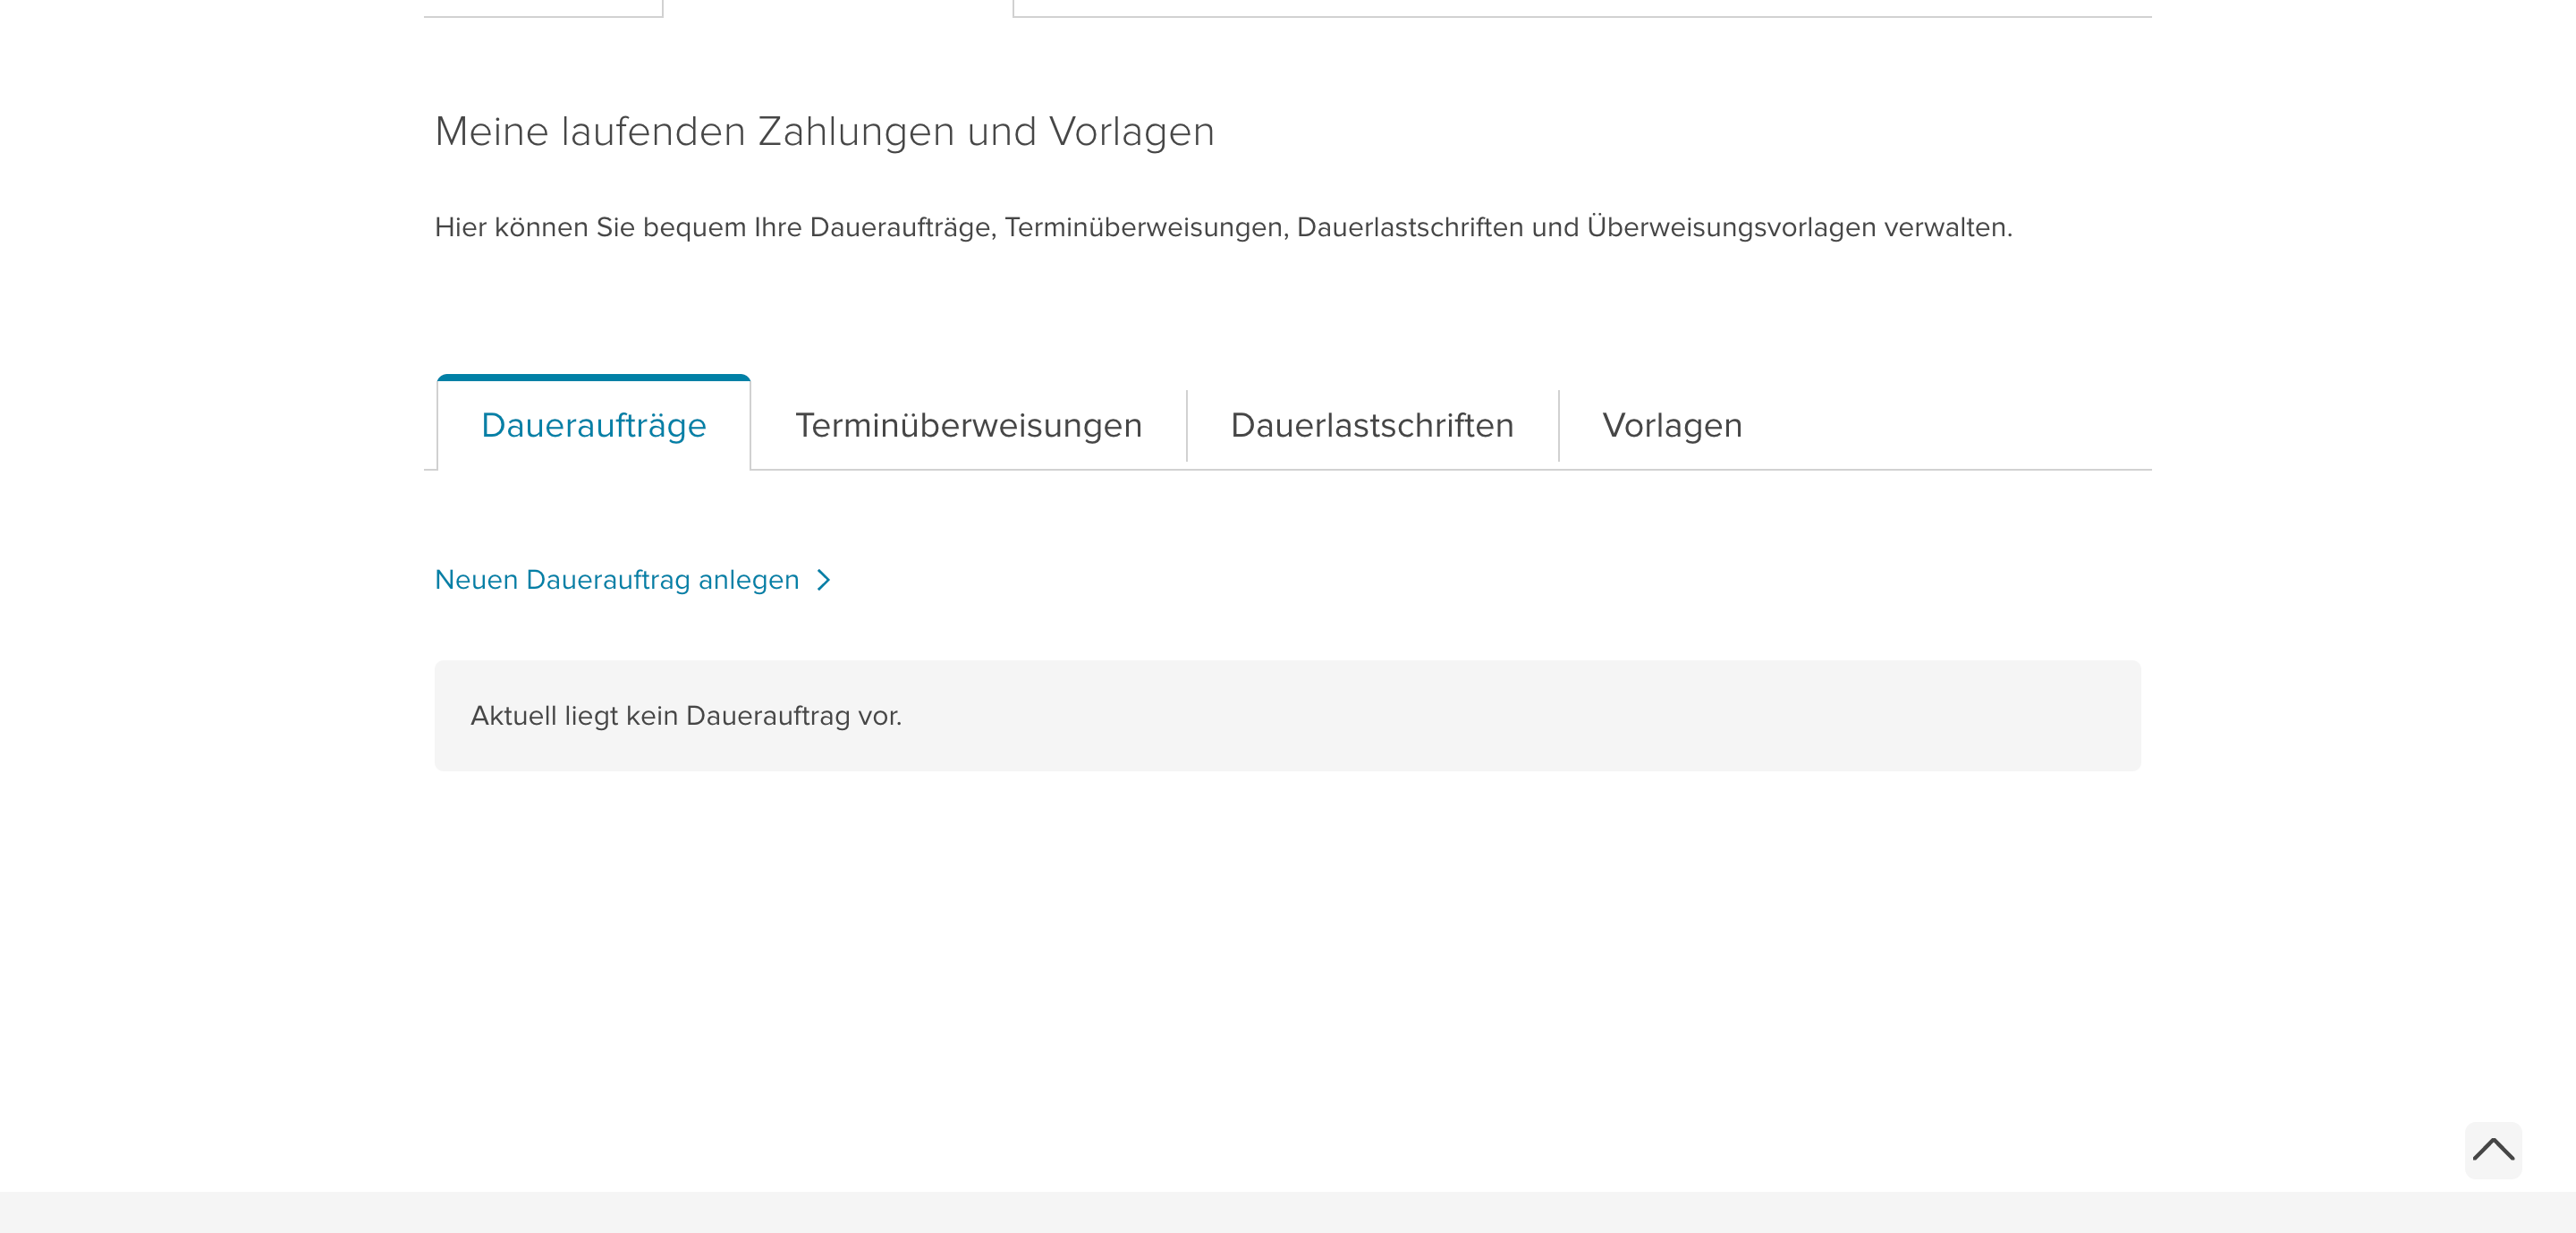 Meine laufenden Zahlungen und Vorlagen
Hier können Sie bequem Ihre Daueraufträge, Terminüberweisungen, Dauerlastschriften und Überweisungsvorlagen verwalten.
Daueraufträge Terminüberweisungen Dauerlastschriften Vorlagen
Neuen Dauerauftrag anlegen
Aktuell liegt kein Dauerauftrag vor.